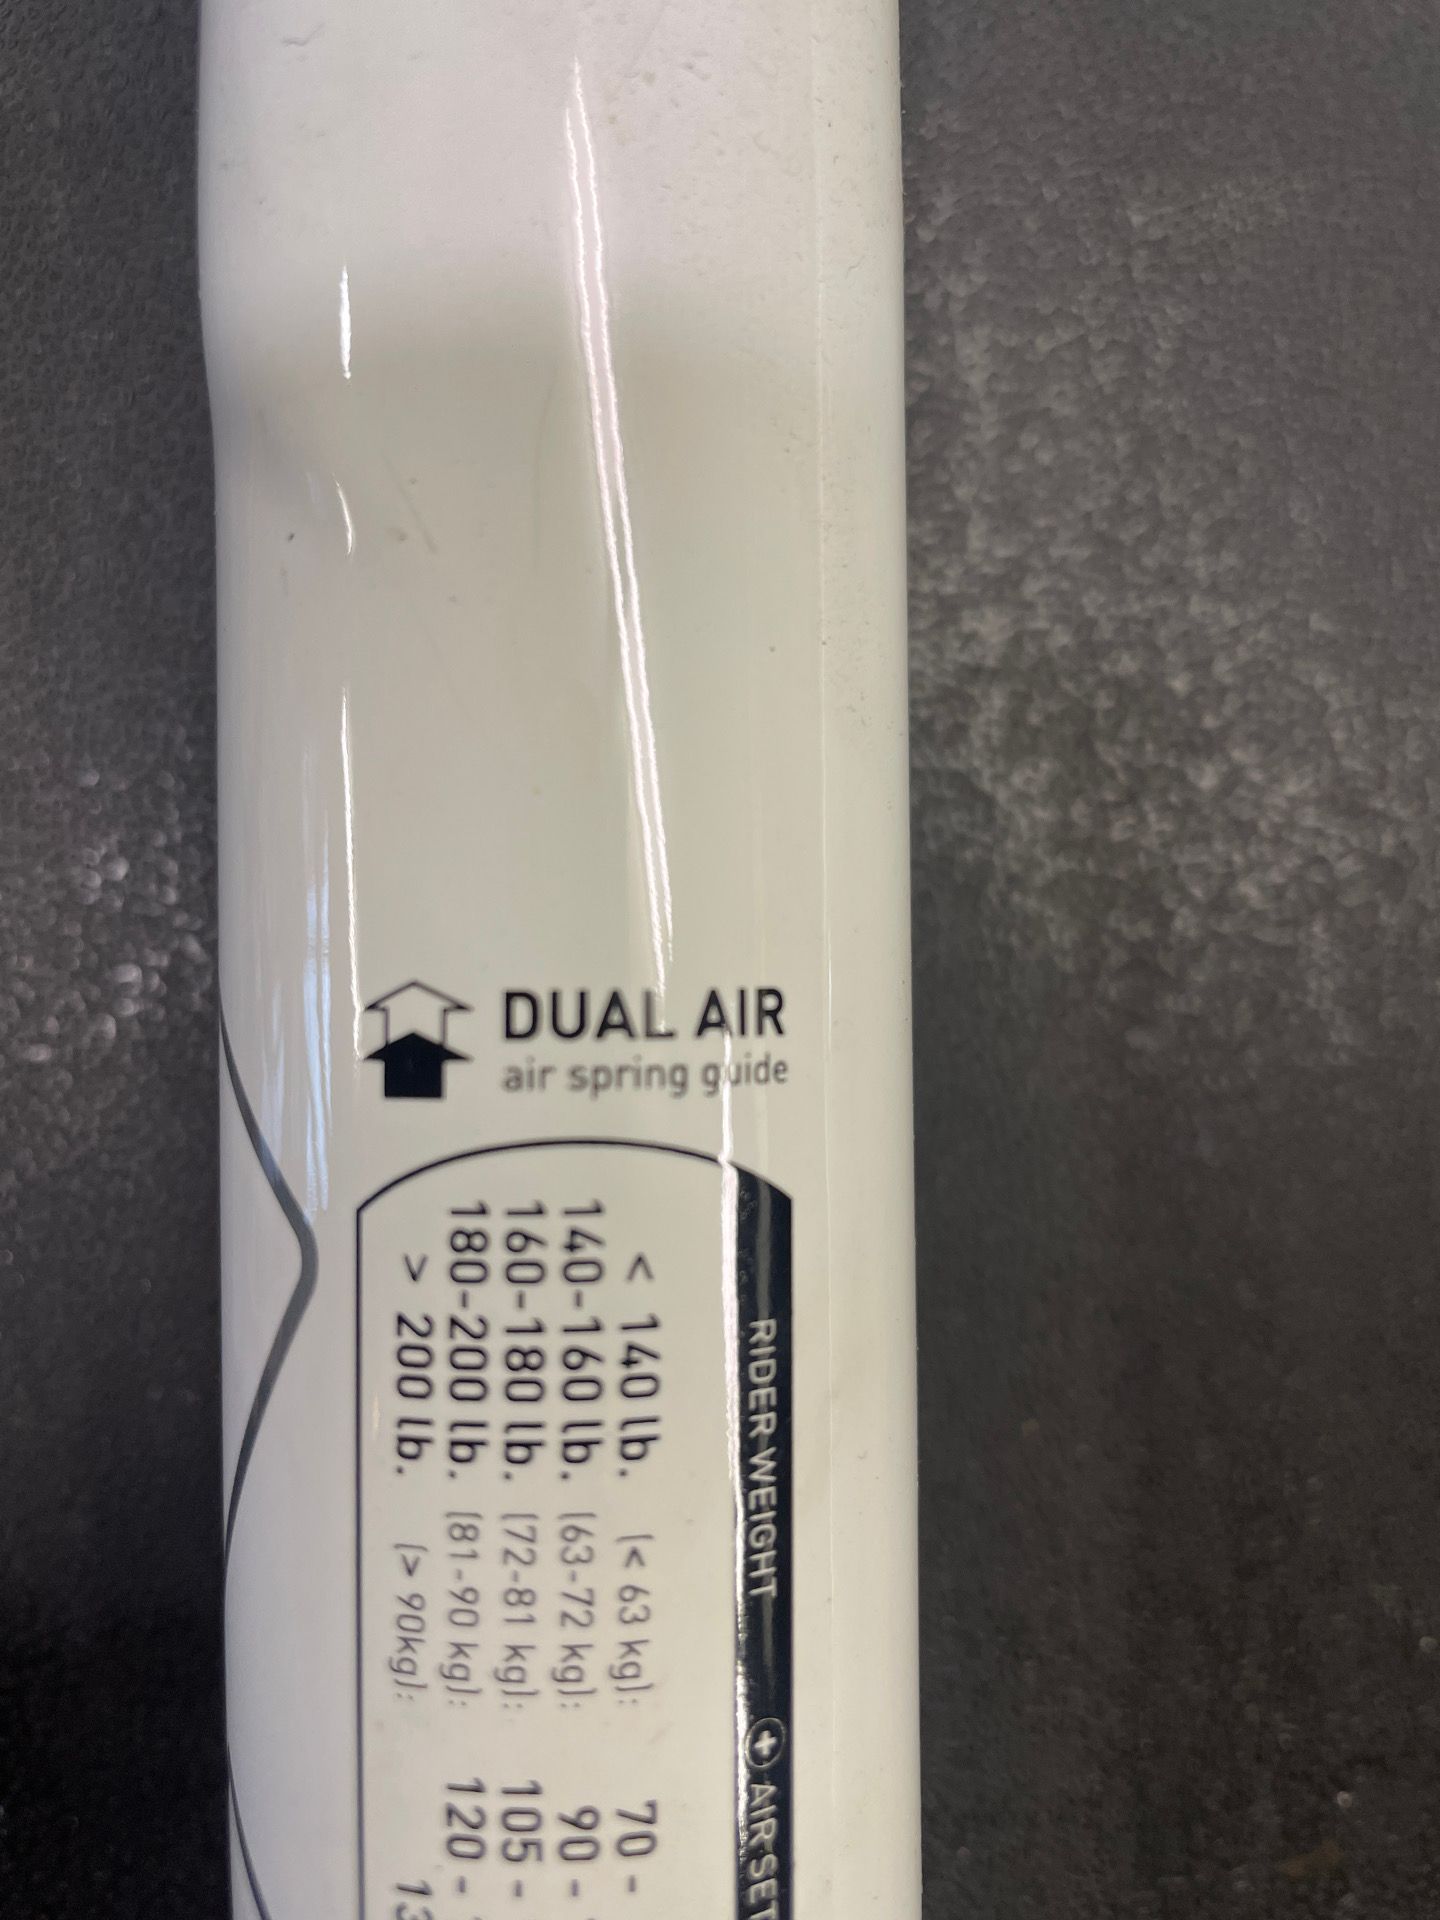 DUAL AIR
air spring guide
RIDER WEIGHT + AIR SET
< 140 lb. (< 63 kg): 70 -
140-160 lb. (63-72 kg): 90 -
160-180 lb. (72-81 kg): 105 -
180-200 lb. (81-90 kg): 120 -
> 200 lb. (> 90kg):